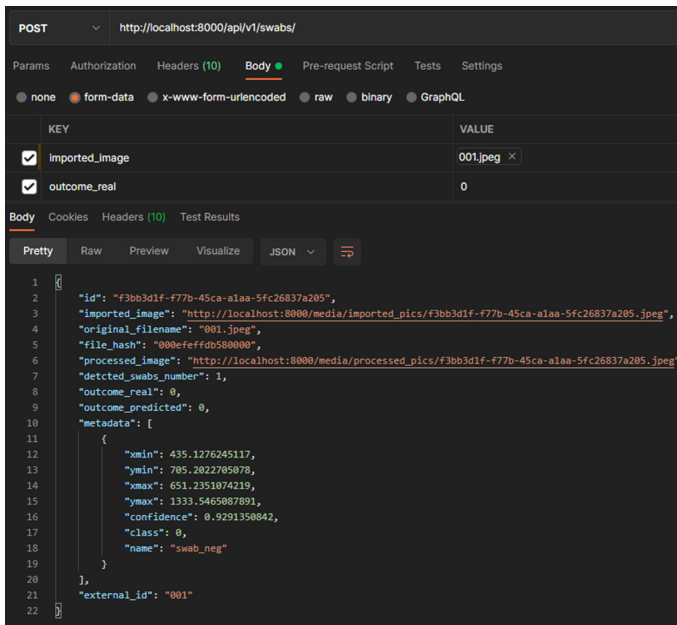 POST http://localhost:8000/api/v1/swabs/
Params Authorization Headers (10) Body Pre-request Script Tests Settings
none form-data x-www-form-urlencoded raw binary GraphQL
KEY VALUE
imported_image 001.jpeg ×
outcome_real 0
Body Cookies Headers (10) Test Results
Pretty Raw Preview Visualize JSON
1 {
2 "id": "f3bb3d1f-f77b-45ca-a1aa-5fc26837a205",
3 "imported_image": "http://localhost:8000/media/imported_pics/f3bb3d1f-f77b-45ca-a1aa-5fc26837a205.jpeg",
4 "original_filename": "001.jpeg",
5 "file_hash": "000efeffdb580000",
6 "processed_image": "http://localhost:8000/media/processed_pics/f3bb3d1f-f77b-45ca-a1aa-5fc26837a205.jpeg"
7 "detcted_swabs_number": 1,
8 "outcome_real": 0,
9 "outcome_predicted": 0,
10 "metadata": [
11 {
12 "xmin": 435.1276245117,
13 "ymin": 705.2022705078,
14 "xmax": 651.2351074219,
15 "ymax": 1333.5465087891,
16 "confidence": 0.9291350842,
17 "class": 0,
18 "name": "swab_neg"
19 }
20 ],
21 "external_id": "001"
22 }